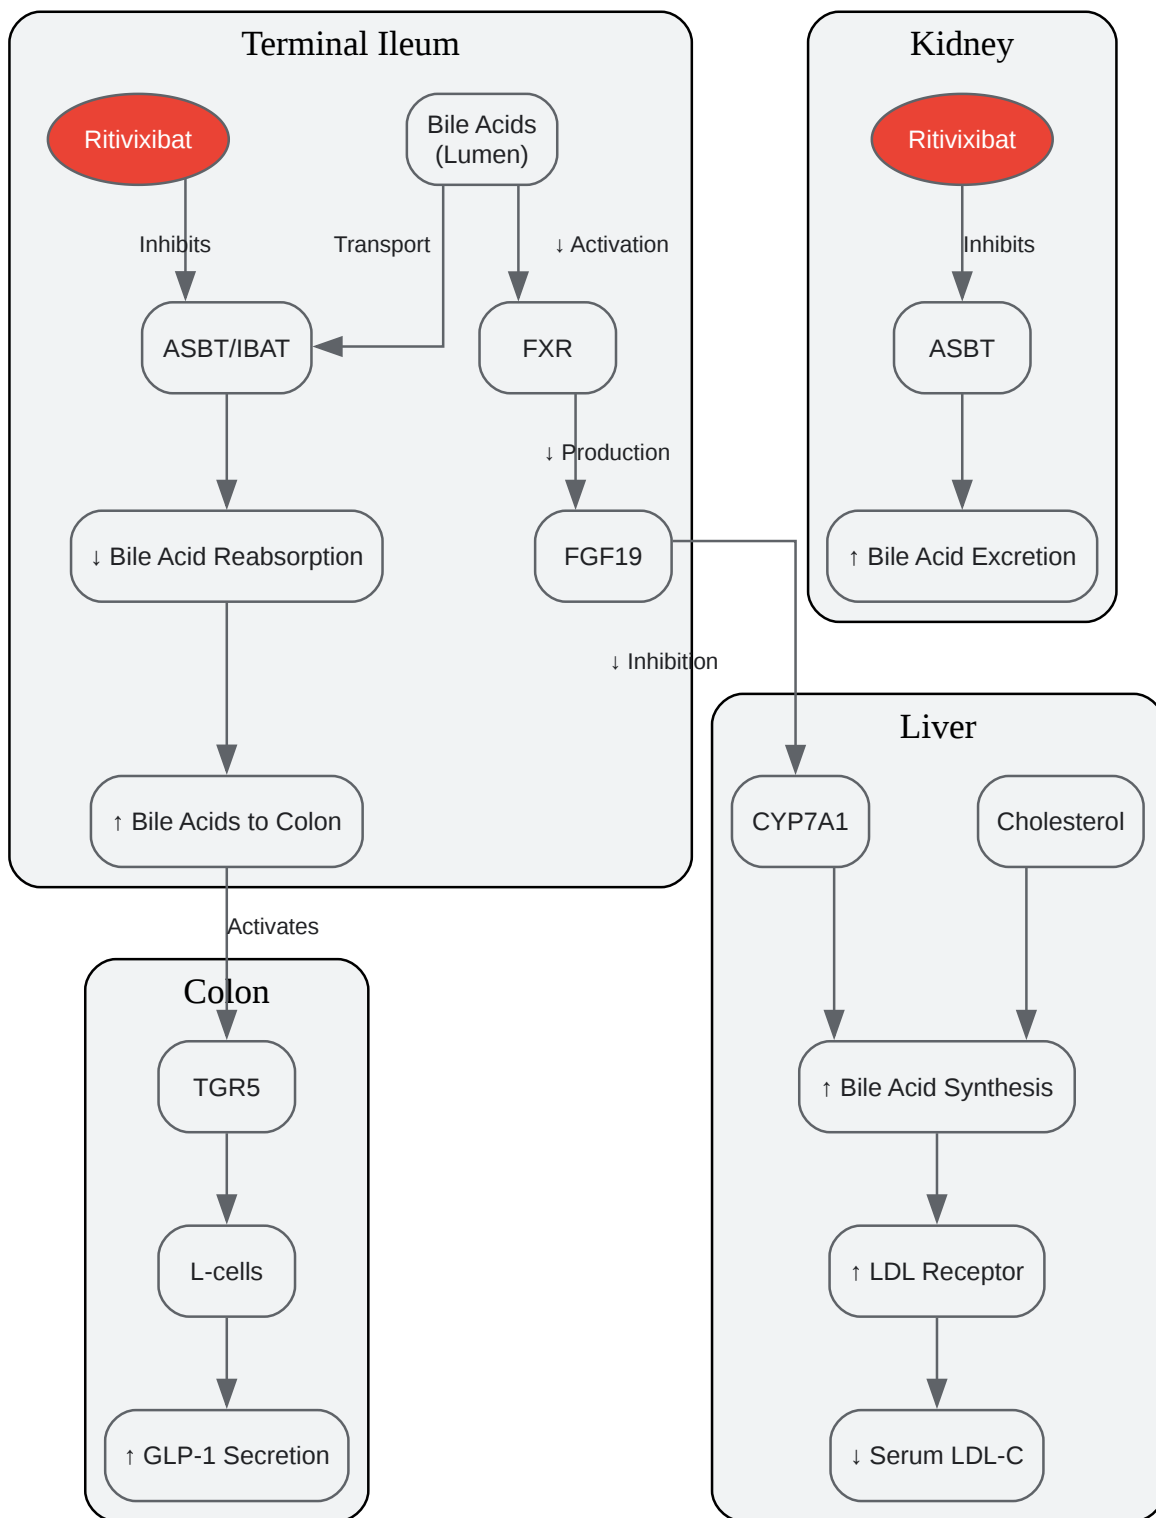 Terminal Ileum
Ritivixibat
Bile Acids
(Lumen)
Inhibits
Transport
↓ Activation
ASBT/IBAT
FXR
↓ Production
↓ Bile Acid Reabsorption
FGF19
↓ Inhibition
↑ Bile Acids to Colon
Activates
Kidney
Ritivixibat
Inhibits
ASBT
↑ Bile Acid Excretion
Liver
CYP7A1
Cholesterol
↑ Bile Acid Synthesis
↑ LDL Receptor
↓ Serum LDL-C
Colon
TGR5
L-cells
↑ GLP-1 Secretion